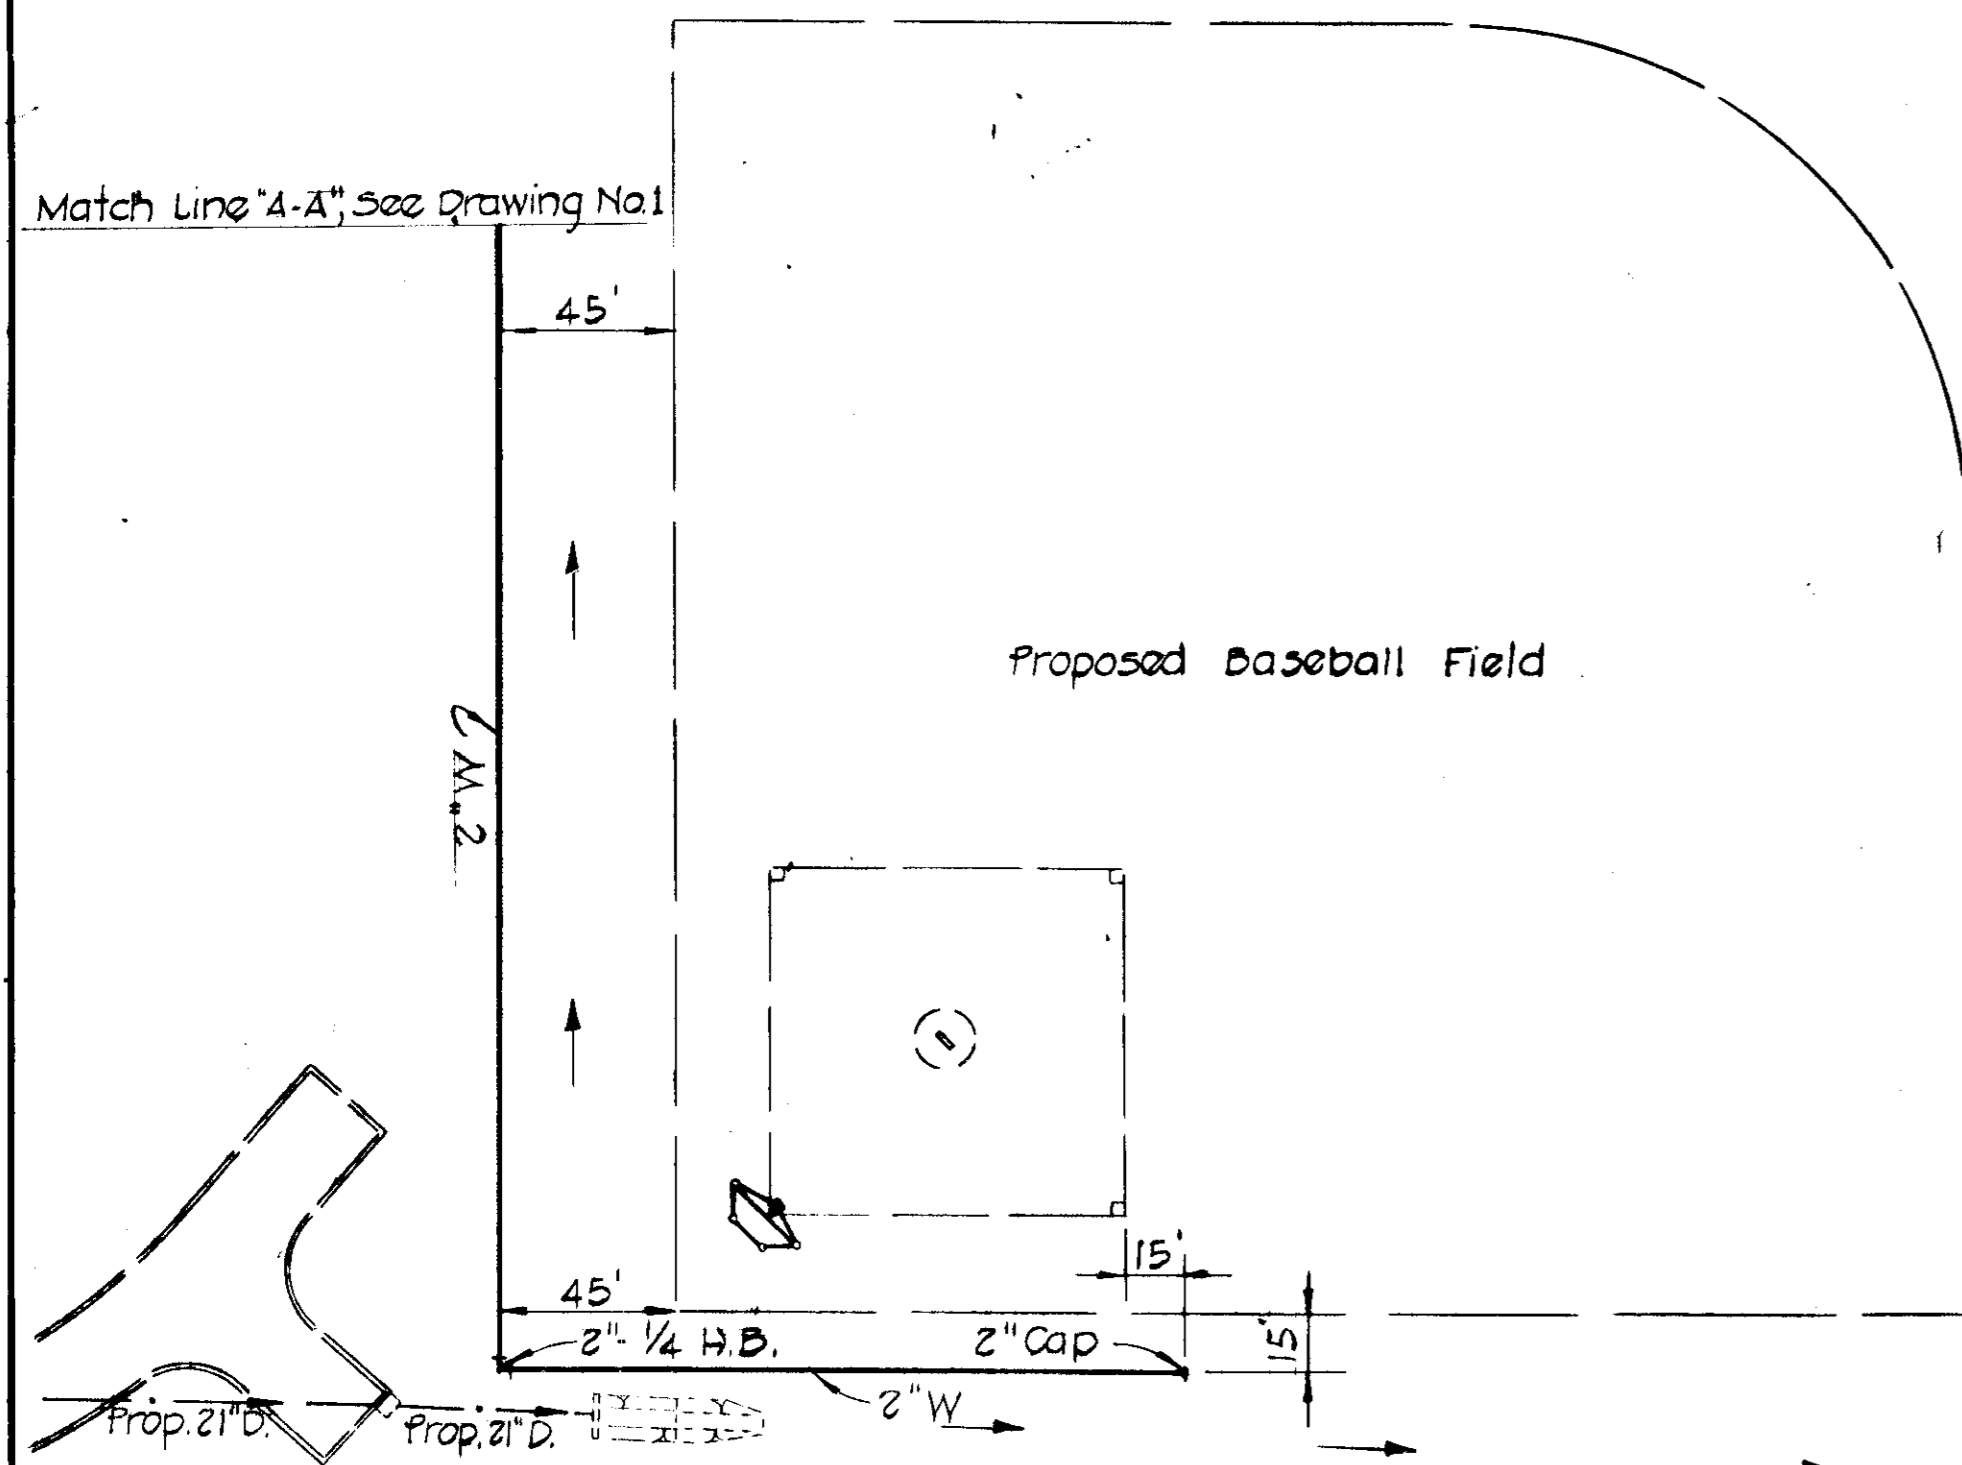 Match Line "A-A", See Drawing No.1
45'
Proposed Baseball Field
2"W
15'
45'
2"-1/4 H.B.
2" Cap
15'
2"W
Prop. 21"D.
Prop. 21"D.